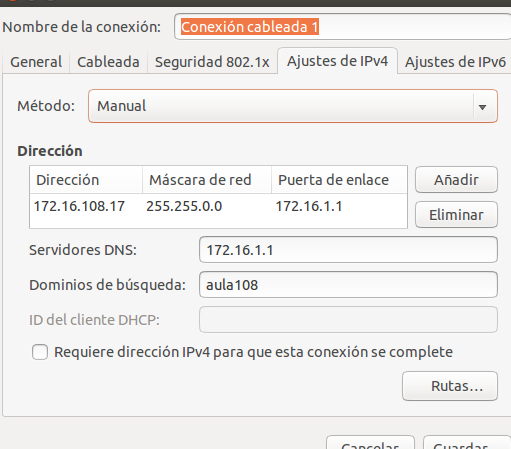 Nombre de la conexión: Conexión cableada 1
General Cableada Seguridad 802.1x Ajustes de IPv4 Ajustes de IPv6
Método: Manual
Dirección
Dirección Máscara de red Puerta de enlace Añadir
172.16.108.17 255.255.0.0 172.16.1.1 Eliminar
Servidores DNS: 172.16.1.1
Dominios de búsqueda: aula108
ID del cliente DHCP:
Requiere dirección IPv4 para que esta conexión se complete
Rutas...
Cancelar Guardar...